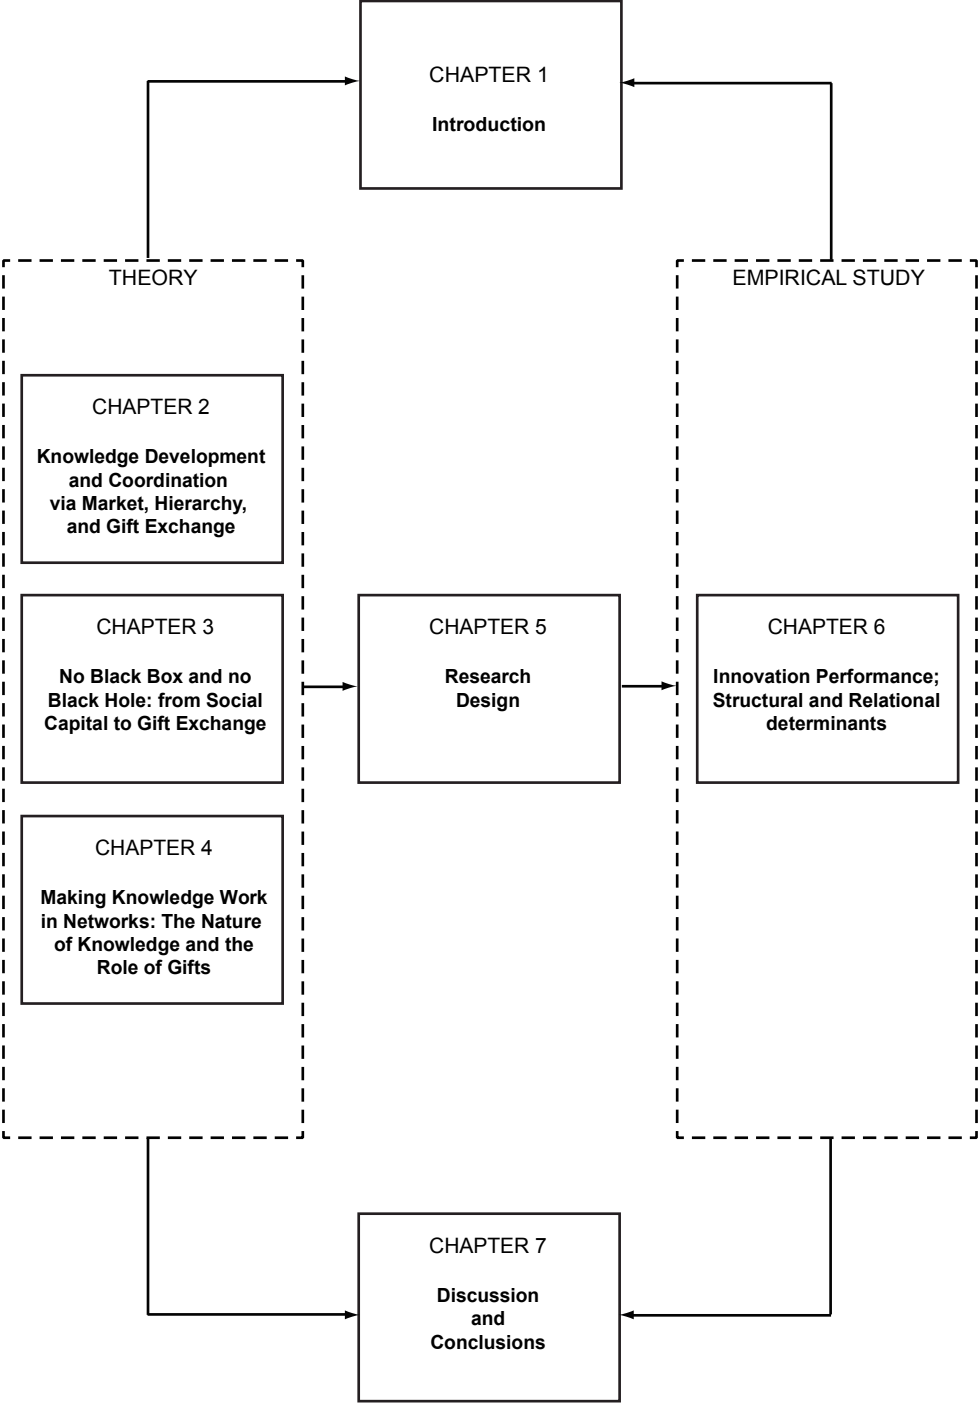 CHAPTER 1
Introduction
THEORY
EMPIRICAL STUDY
CHAPTER 2
Knowledge Development
and Coordination
via Market, Hierarchy,
and Gift Exchange
CHAPTER 3
No Black Box and no
Black Hole: from Social
Capital to Gift Exchange
CHAPTER 4
Making Knowledge Work
in Networks: The Nature
of Knowledge and the
Role of Gifts
CHAPTER 5
Research
Design
CHAPTER 6
Innovation Performance;
Structural and Relational
determinants
CHAPTER 7
Discussion
and
Conclusions